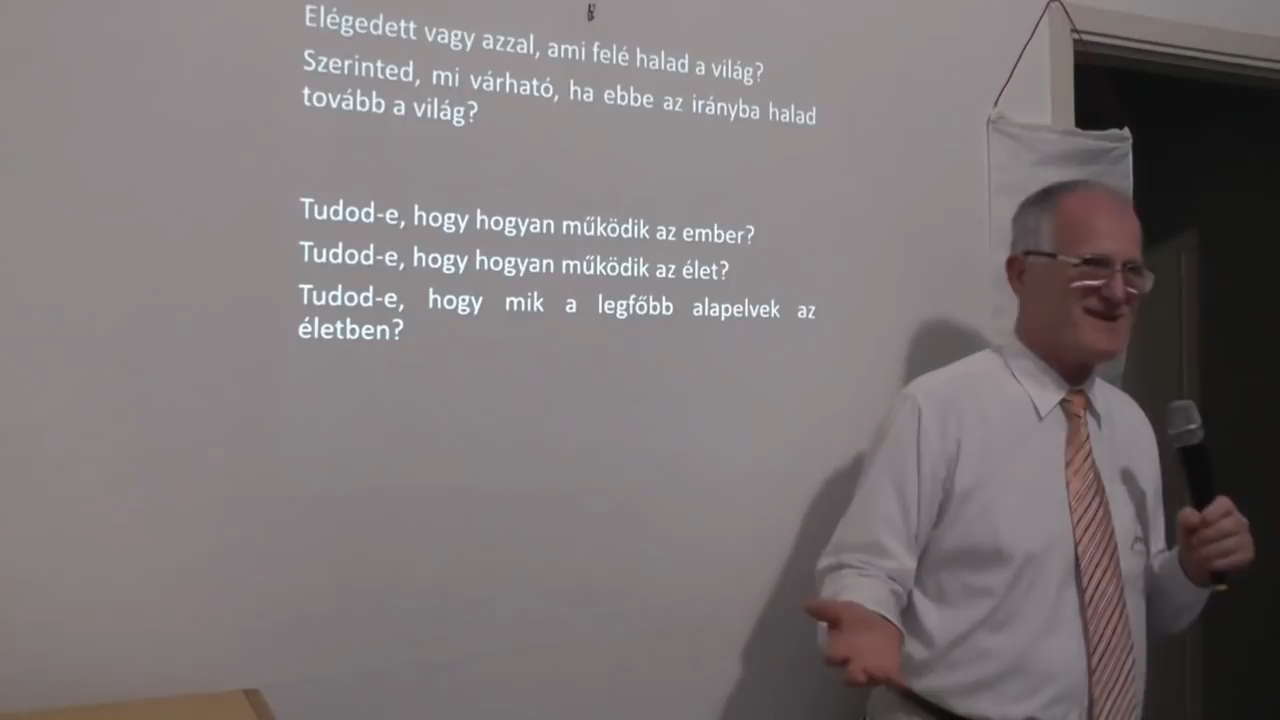 Elégedett vagy azzal, ami felé halad a világ?
Szerinted, mi várható, ha ebbe az irányba halad
tovább a világ?
Tudod-e, hogy hogyan működik az ember?
Tudod-e, hogy hogyan működik az élet?
Tudod-e, hogy mik a legfőbb alapelvek az
életben?